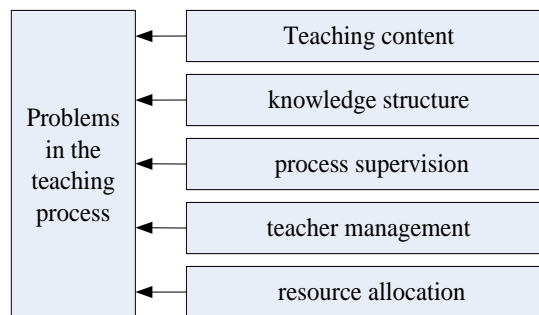 Problems
in the
teaching
process
Teaching content
knowledge structure
process supervision
teacher management
resource allocation